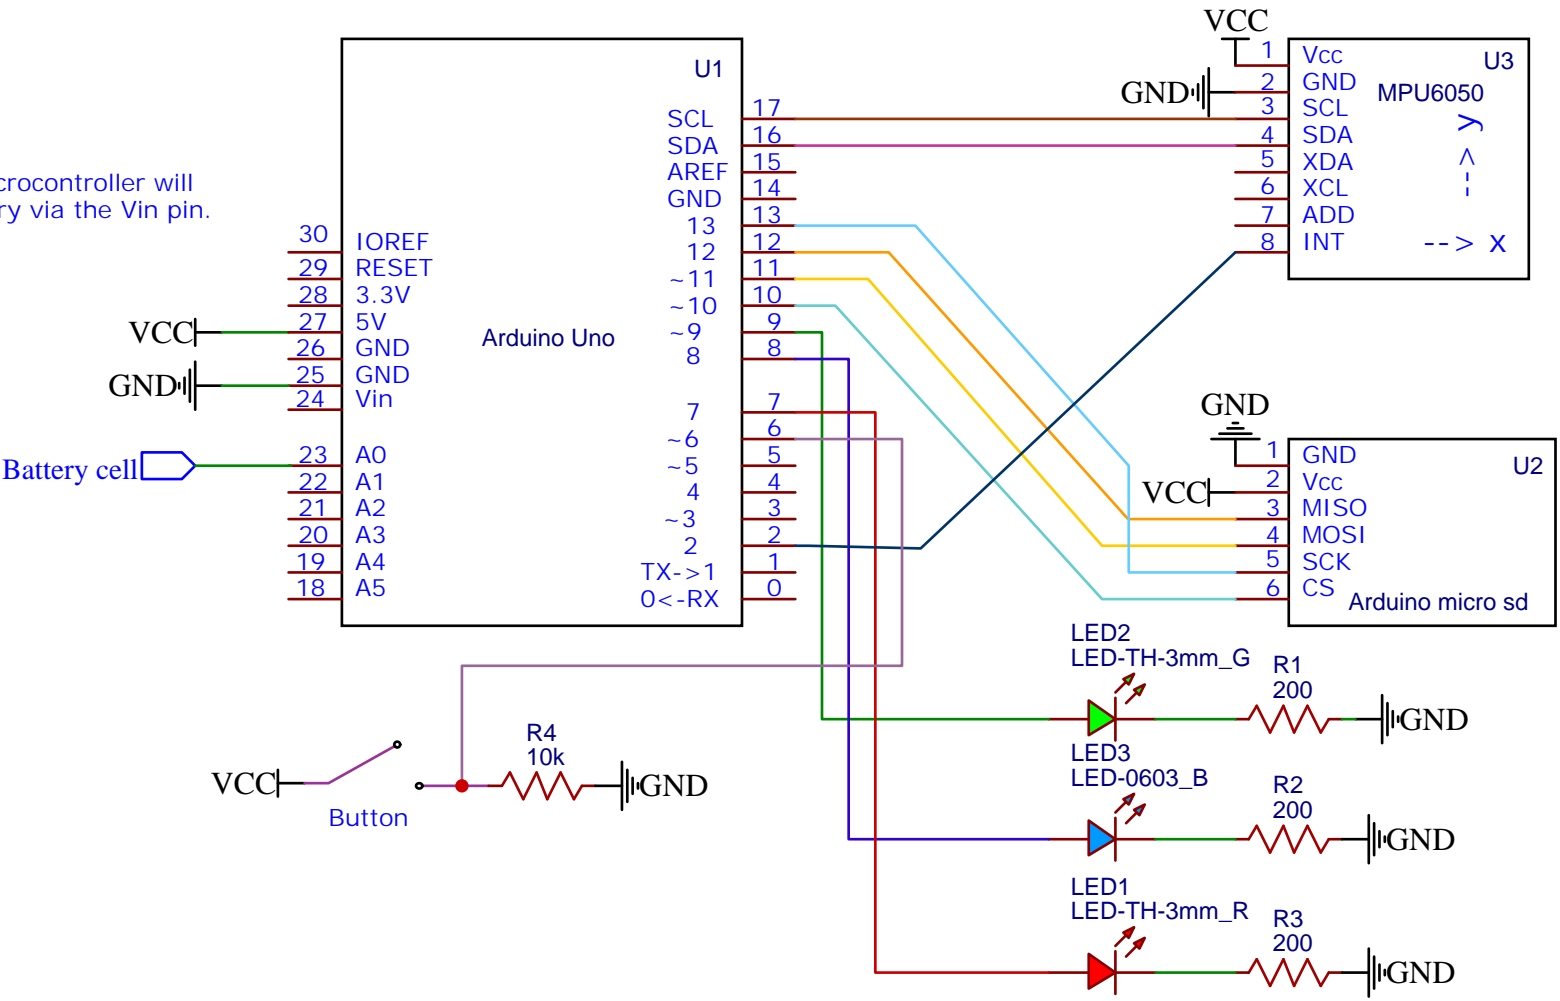 crocontroller will
ry via the Vin pin.
U1
Arduino Uno
30 IOREF
29 RESET
28 3.3V
VCC 27 5V
26 GND
GND 25 GND
24 Vin
Battery cell 23 A0
22 A1
21 A2
20 A3
19 A4
18 A5
SCL 17
SDA 16
AREF 15
GND 14
13 13
12 12
~11 11
~10 10
~9 9
8 8
7 7
~6 6
~5 5
4 4
~3 3
2 2
TX->1 1
0<-RX 0
VCC
U3
MPU6050
1 Vcc
GND 2 GND
3 SCL
4 SDA
5 XDA
6 XCL
7 ADD
8 INT
--> y
--> x
GND
U2
1 GND
VCC 2 Vcc
3 MISO
4 MOSI
5 SCK
6 CS
Arduino micro sd
LED2
LED-TH-3mm_G
R1
200
GND
LED3
LED-0603_B
R2
200
GND
LED1
LED-TH-3mm_R
R3
200
GND
R4
10k
VCC
GND
Button